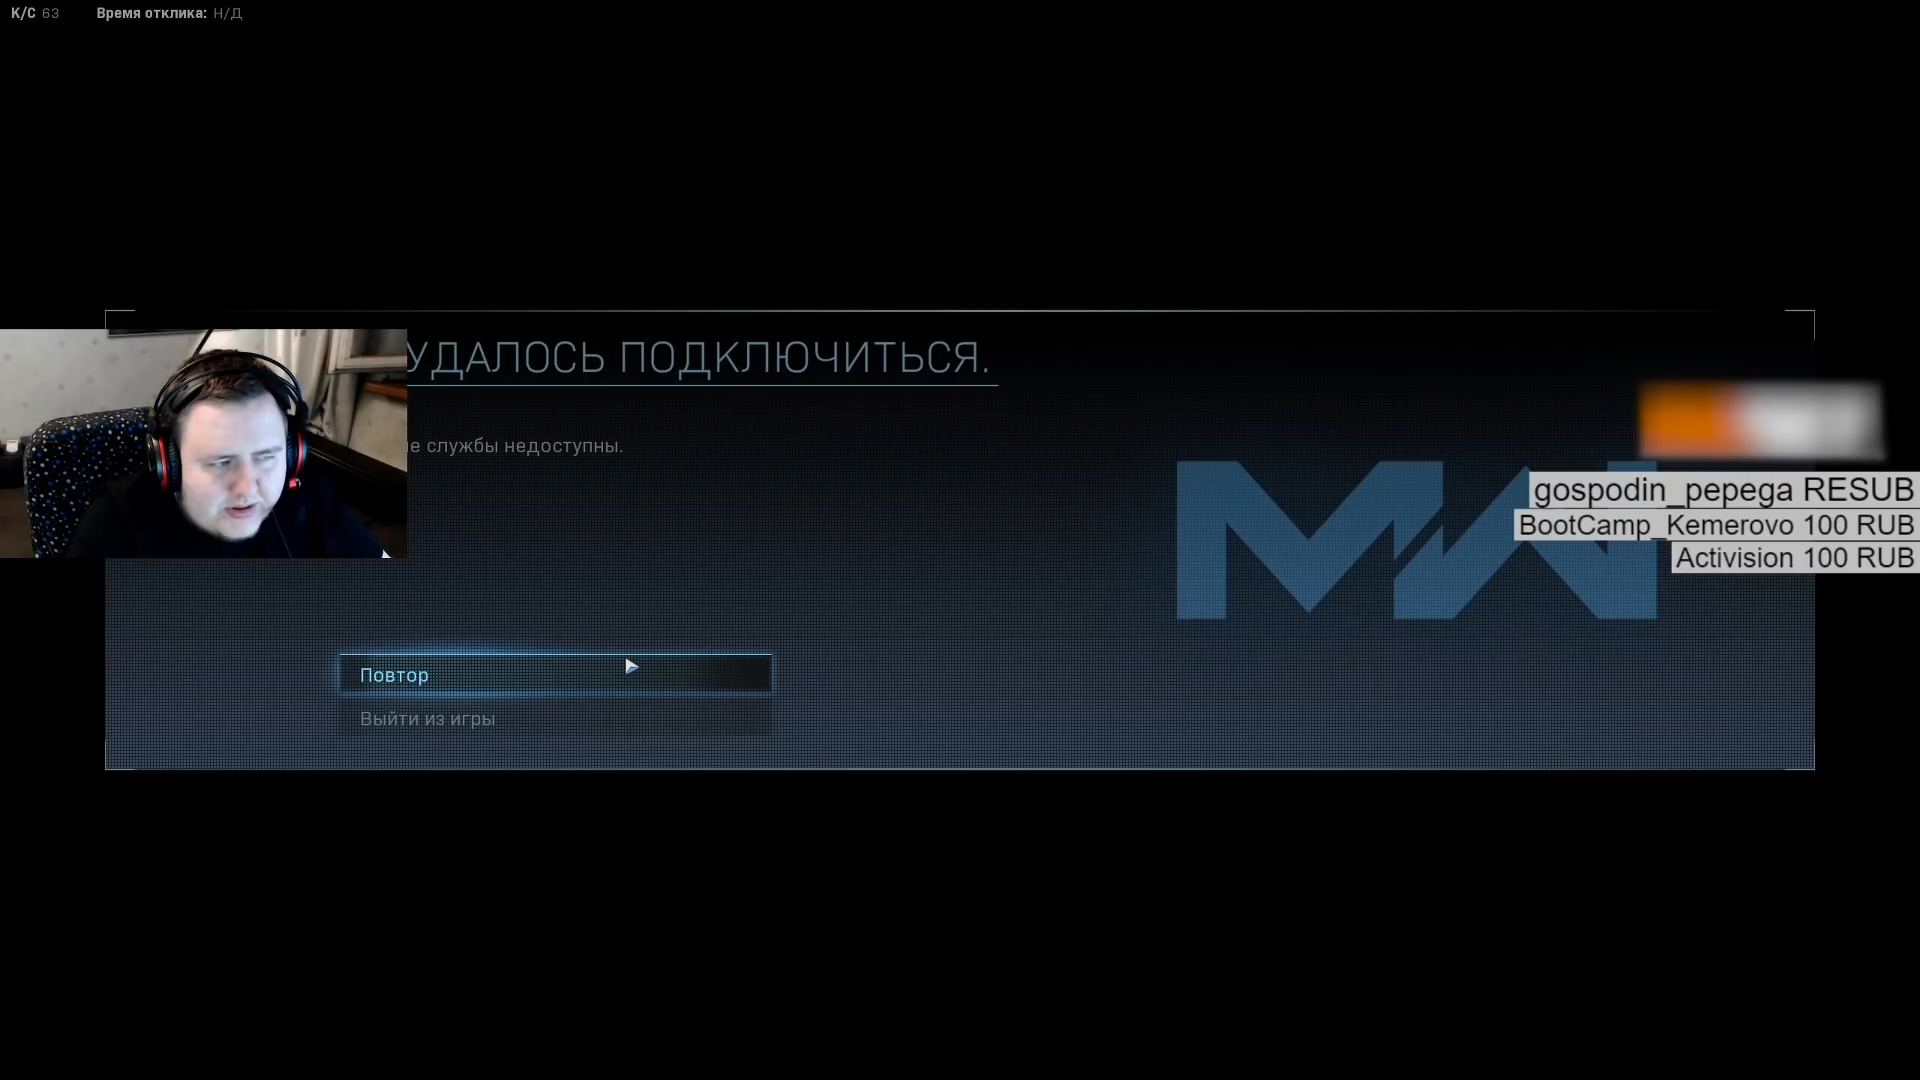 К/С 63 Время отклика: Н/Д
УДАЛОСЬ ПОДКЛЮЧИТЬСЯ.
службы недоступны.
MW
gospodin_pepega RESUB
BootCamp_Kemerovo 100 RUB
Activision 100 RUB
Повтор
Выйти из игры